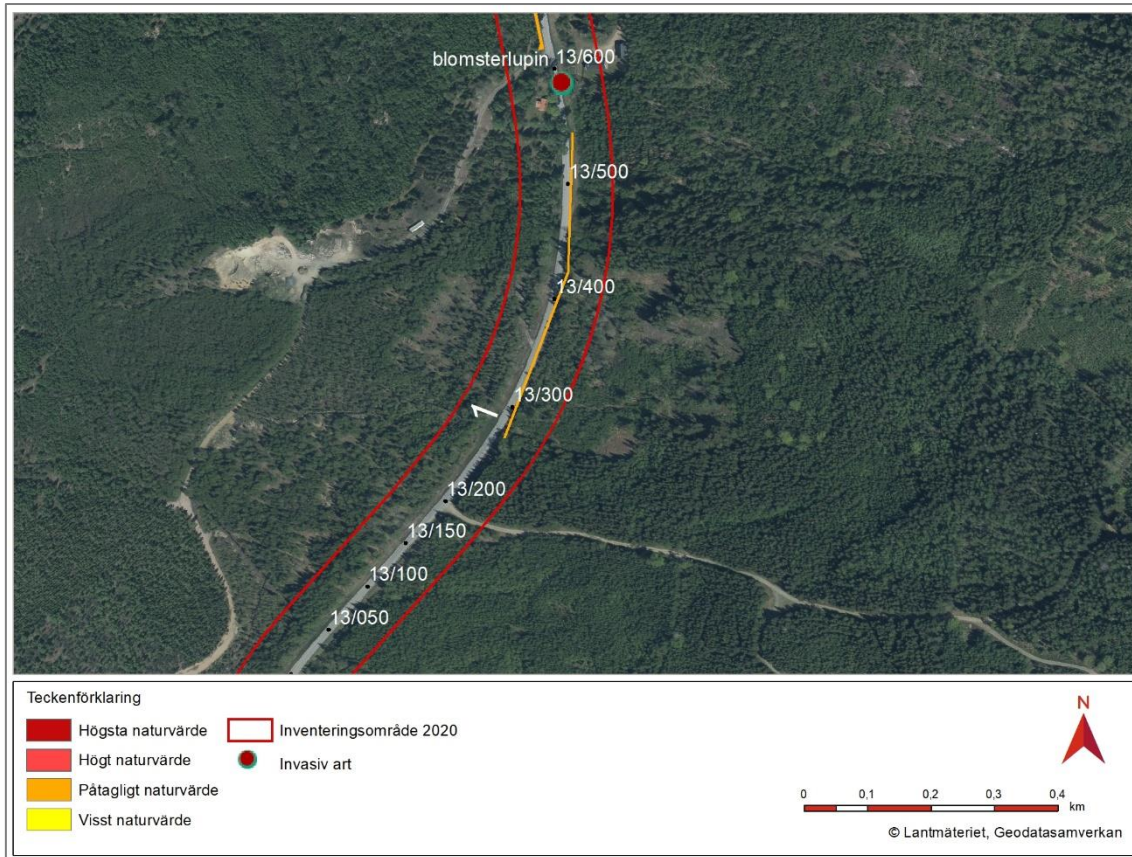 blomsterlupin
13/600
13/500
13/400
13/300
1
13/200
13/150
13/100
13/050
Teckenförklaring
Högsta naturvärde
Högt naturvärde
Påtagligt naturvärde
Visst naturvärde
Inventeringsområde 2020
Invasiv art
N
0 0,1 0,2 0,3 0,4
km
© Lantmäteriet, Geodatasamverkan